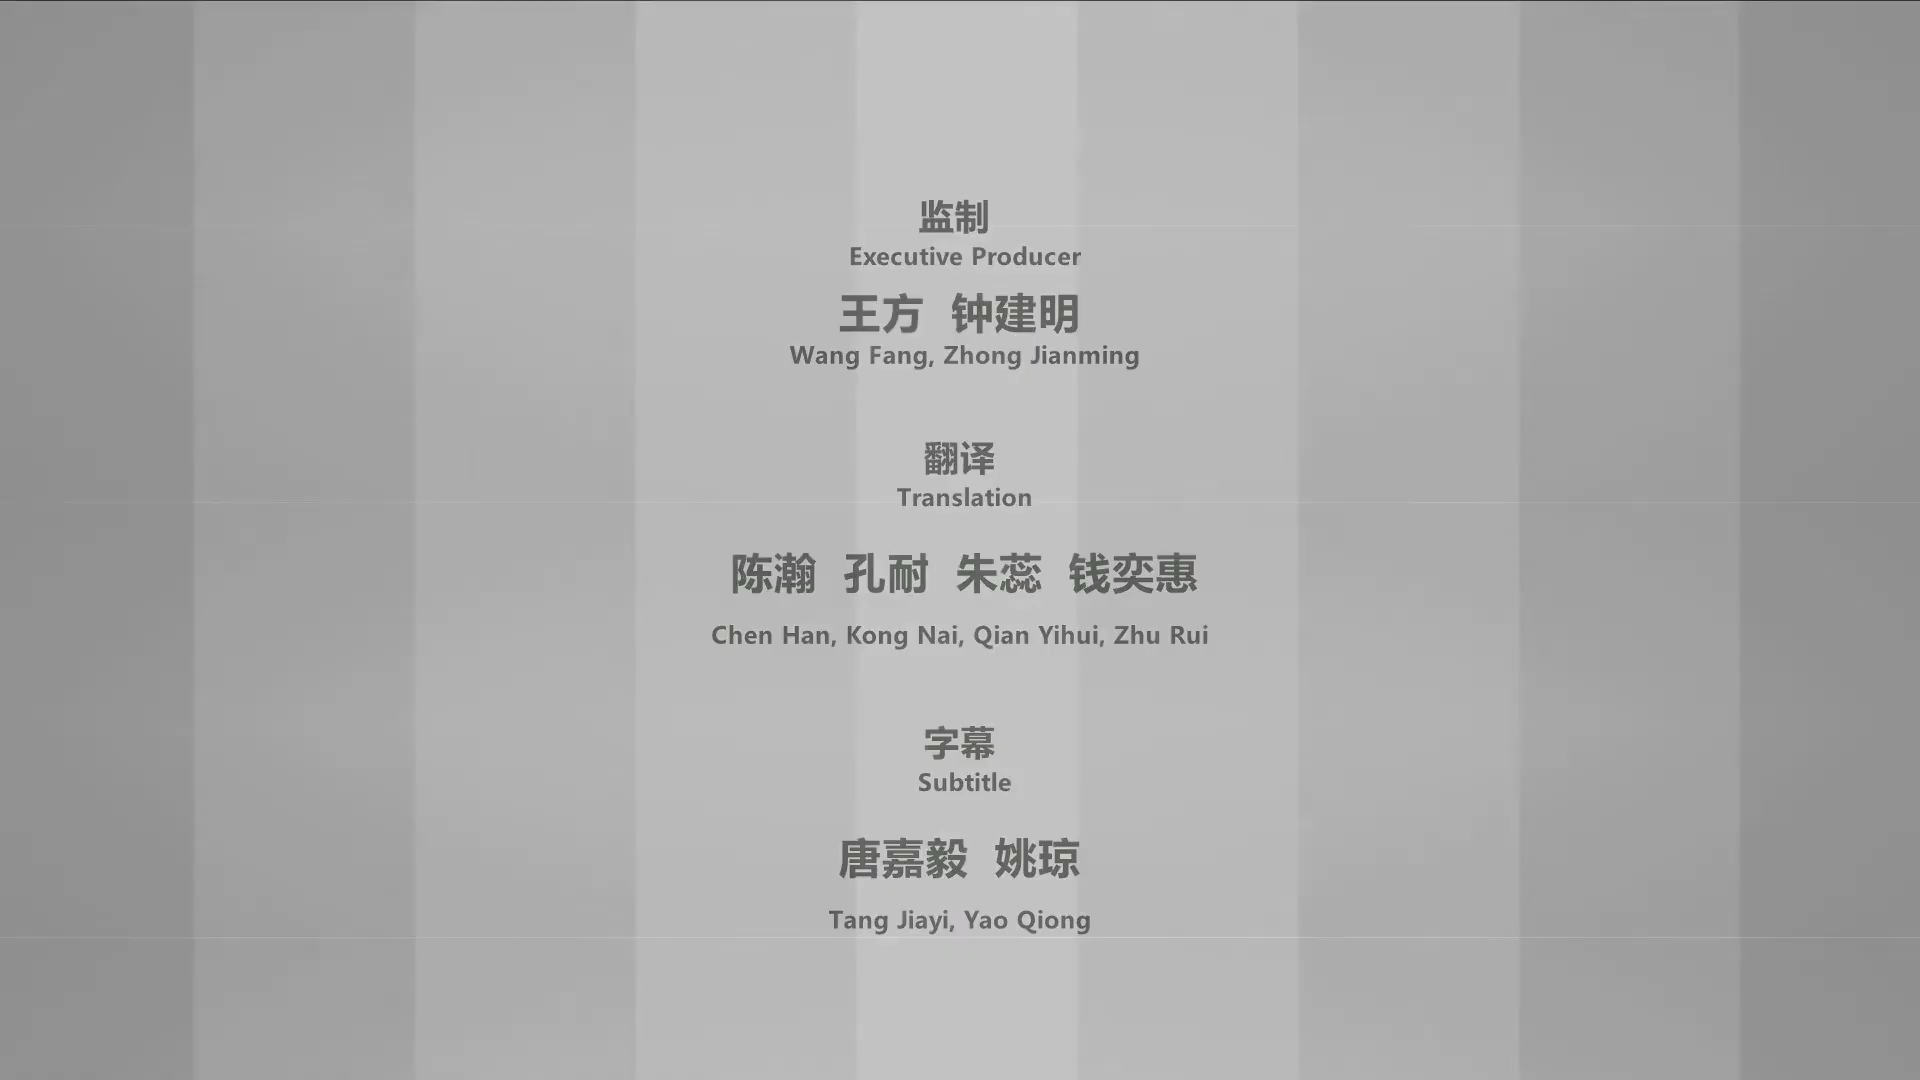 监制
Executive Producer
王方 钟建明
Wang Fang, Zhong Jianming
翻译
Translation
陈瀚 孔耐 朱蕊 钱奕惠
Chen Han, Kong Nai, Qian Yihui, Zhu Rui
字幕
Subtitle
唐嘉毅 姚琼
Tang Jiayi, Yao Qiong